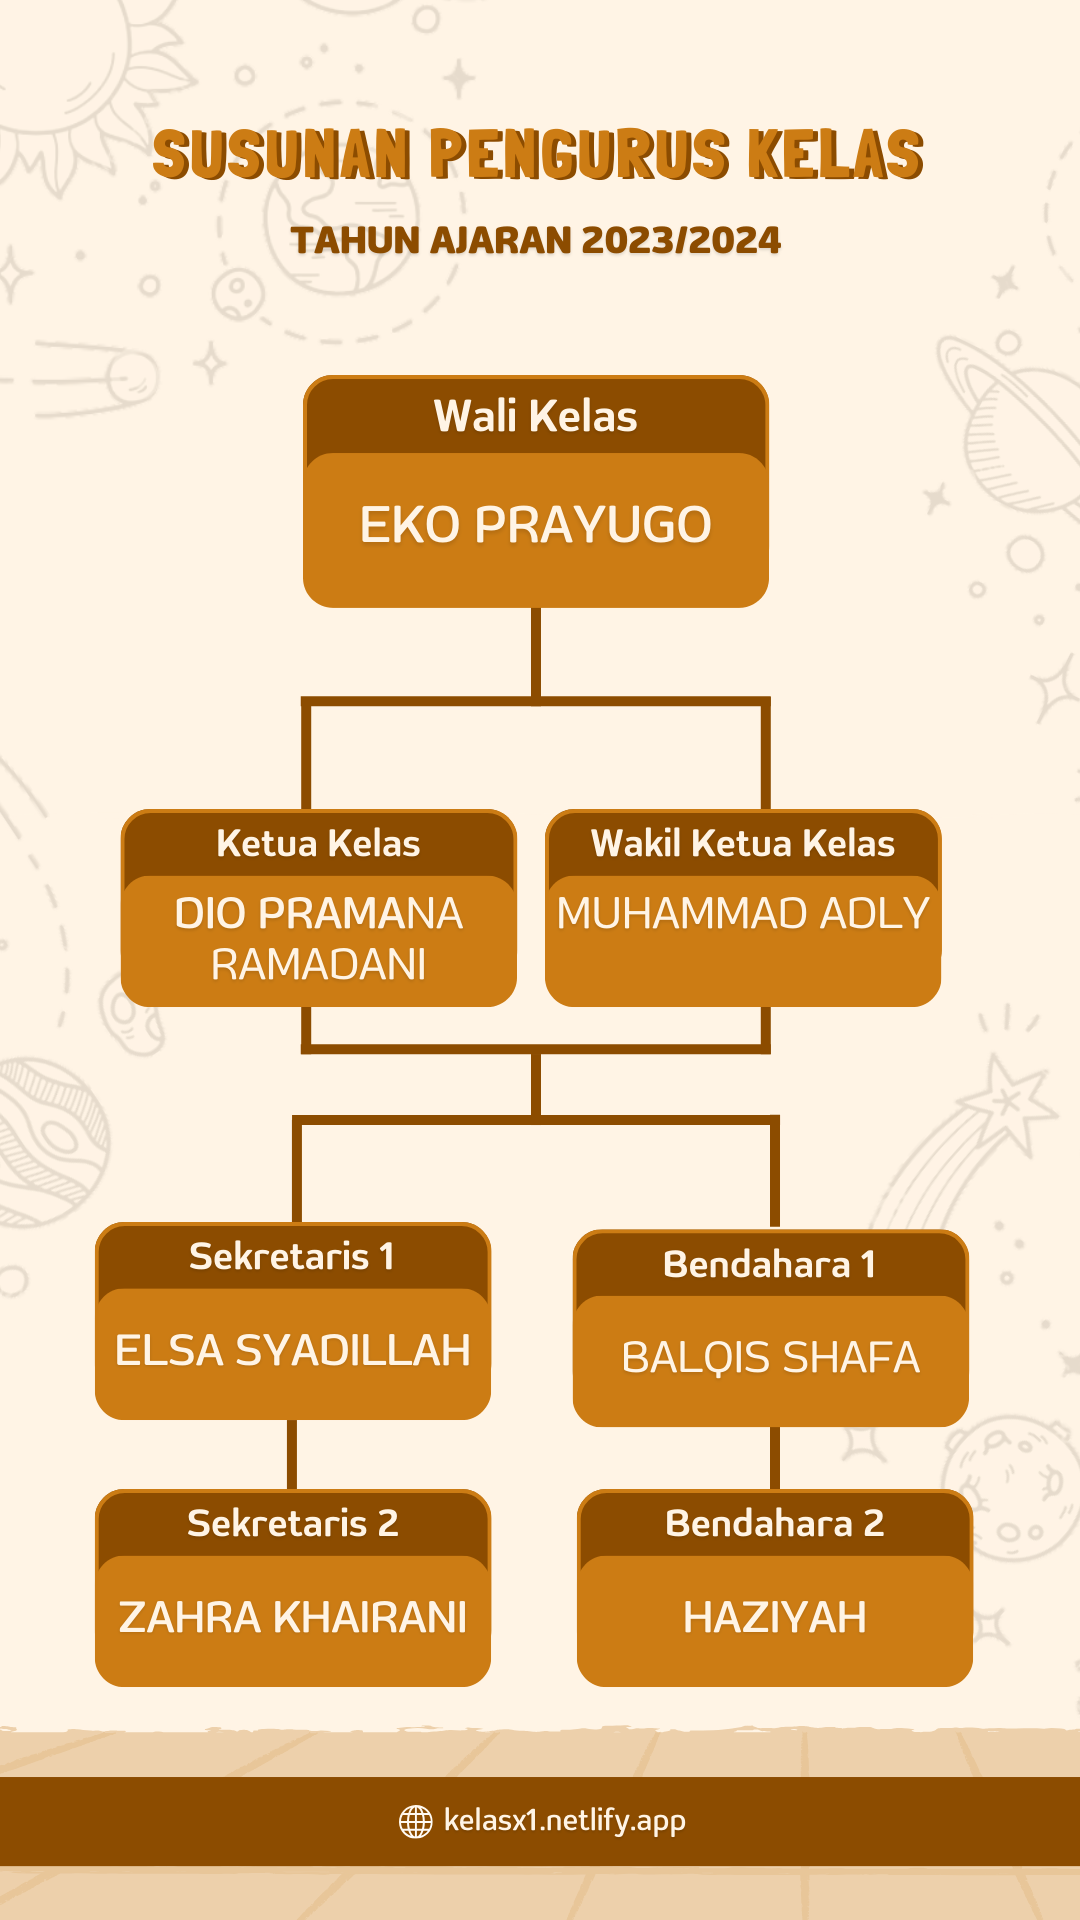 SUSUNAN PENGURUS KELAS
TAHUN AJARAN 2023/2024
Wali Kelas
EKO PRAYUGO
Ketua Kelas
DIO PRAMANA
RAMADANI
Wakil Ketua Kelas
MUHAMMAD ADLY
Sekretaris 1
ELSA SYADILLAH
Bendahara 1
BALQIS SHAFA
Sekretaris 2
ZAHRA KHAIRANI
Bendahara 2
HAZIYAH
kelasx1.netlify.app